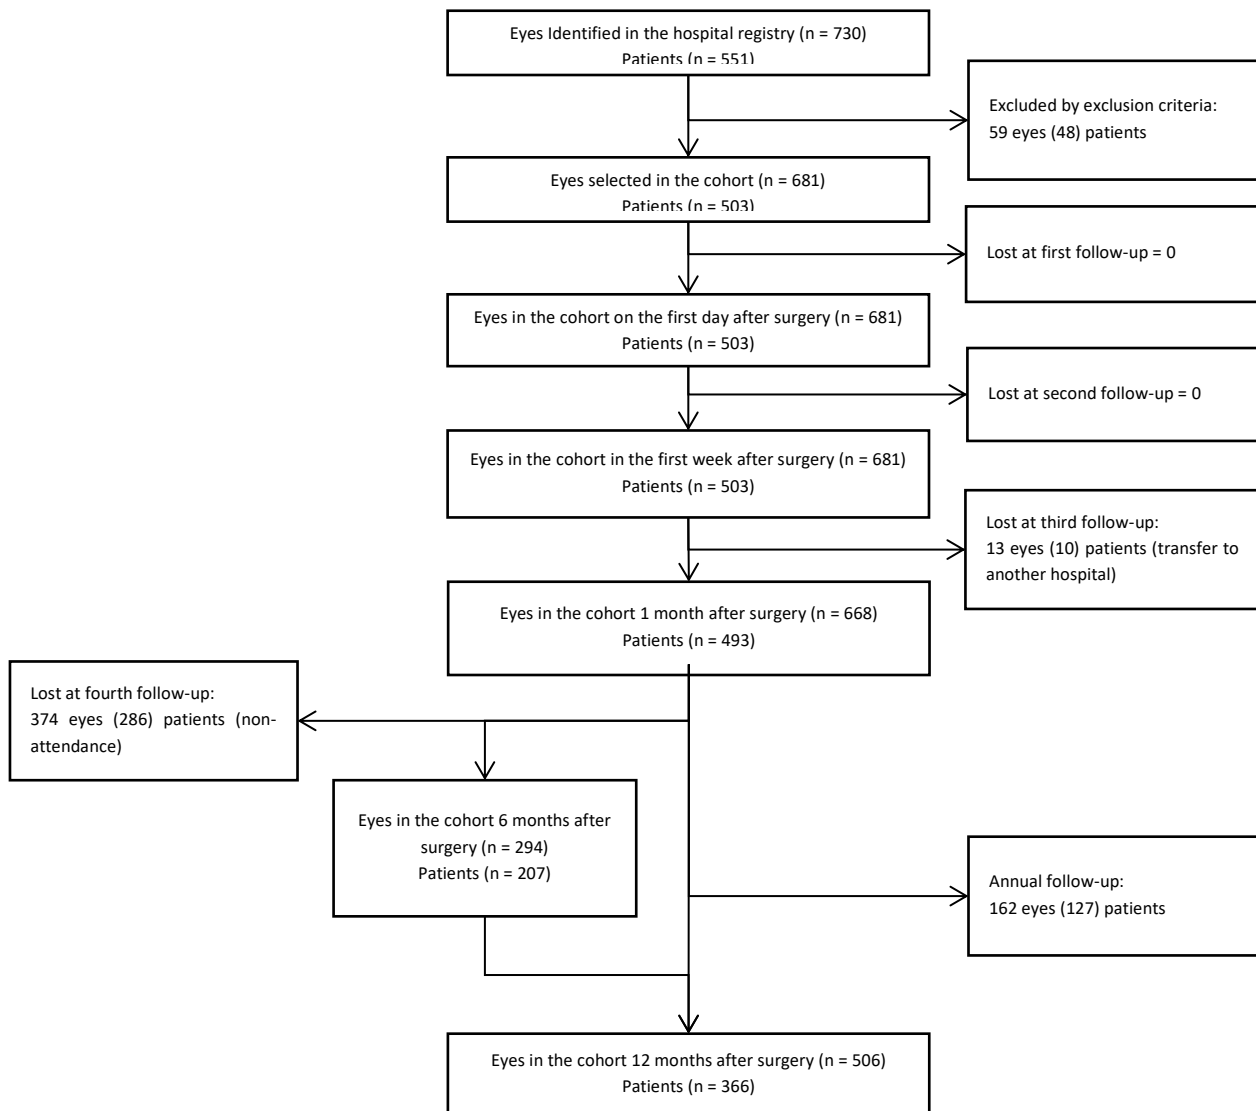 Eyes Identified in the hospital registry (n = 730)
Patients (n = 551)
Excluded by exclusion criteria:
59 eyes (48) patients
Eyes selected in the cohort (n = 681)
Patients (n = 503)
Lost at first follow-up = 0
Eyes in the cohort on the first day after surgery (n = 681)
Patients (n = 503)
Lost at second follow-up = 0
Eyes in the cohort in the first week after surgery (n = 681)
Patients (n = 503)
Lost at third follow-up:
13 eyes (10) patients (transfer to
another hospital)
Eyes in the cohort 1 month after surgery (n = 668)
Patients (n = 493)
Lost at fourth follow-up:
374 eyes (286) patients (non-
attendance)
Eyes in the cohort 6 months after
surgery (n = 294)
Patients (n = 207)
Annual follow-up:
162 eyes (127) patients
Eyes in the cohort 12 months after surgery (n = 506)
Patients (n = 366)